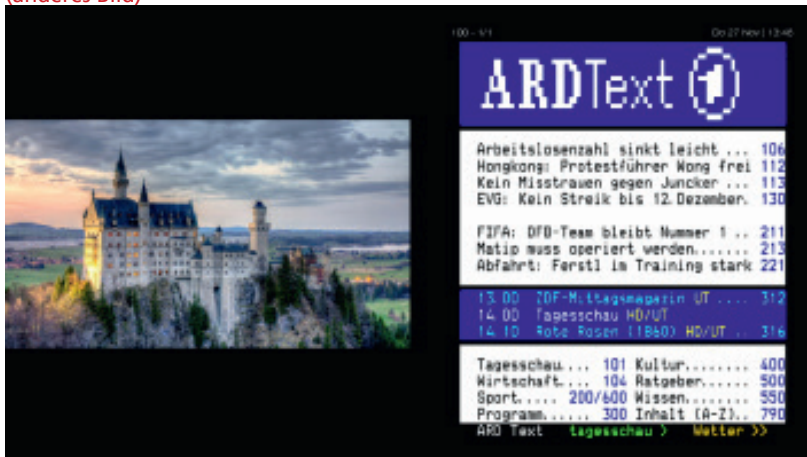 (anderes Bild)
100 - 1/1 Do 27 Nov | 13:46
ARDText 1
Arbeitslosenzahl sinkt leicht ... 106
Hongkong: Protestführer Wong frei 112
Kein Misstrauen gegen Juncker ... 113
EVG: Kein Streik bis 12.Dezember. 130
FIFA: DFB-Team bleibt Nummer 1 .. 211
Matip muss operiert werden....... 213
Abfahrt: Ferstl im Training stark 221
13.00 ZDF-Mittagsmagazin UT .... 312
14.00 Tagesschau HD/UT
14.10 Rote Rosen (1860) HD/UT .. 316
Tagesschau.... 101 Kultur........ 400
Wirtschaft.... 104 Ratgeber...... 500
Sport..... 200/600 Wissen........ 550
Programm...... 300 Inhalt (A-Z).. 790
ARD Text tagesschau > Wetter >>